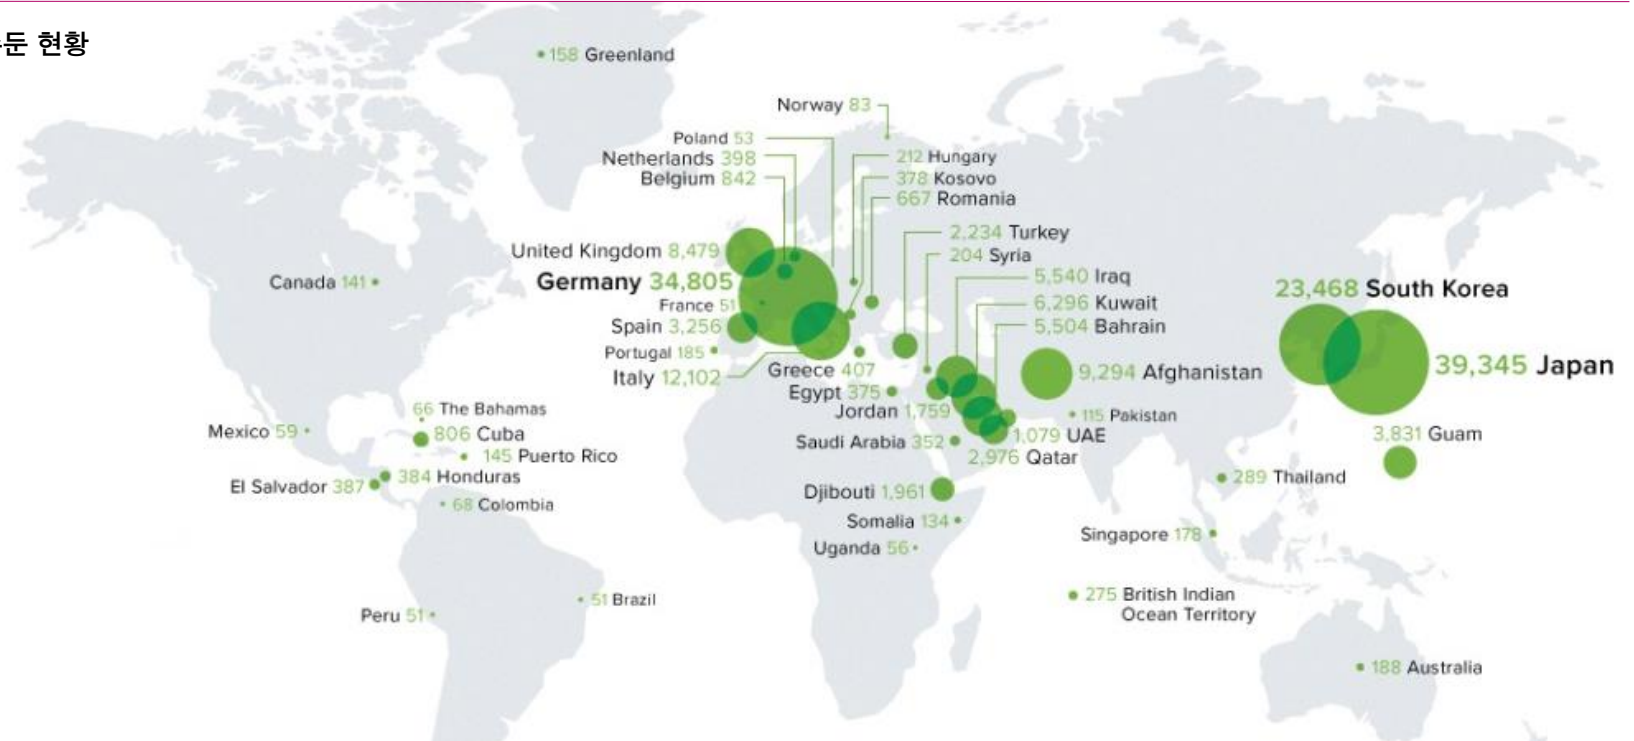 현황
158 Greenland
Norway 83
Poland 53
Netherlands 398
Belgium 842
212 Hungary
378 Kosovo
667 Romania
2,234 Turkey
204 Syria
United Kingdom 8,479
Germany 34,805
France 51
Spain 3,256
Portugal 185
Italy 12,102
Canada 141
5,540 Iraq
6,296 Kuwait
5,504 Bahrain
23,468 South Korea
39,345 Japan
9,294 Afghanistan
Greece 407
Egypt 375
Jordan 1,759
115 Pakistan
Saudi Arabia 352
1,079 UAE
2,976 Qatar
3,831 Guam
66 The Bahamas
Mexico 59
806 Cuba
145 Puerto Rico
384 Honduras
El Salvador 387
68 Colombia
Djibouti 1,961
Somalia 134
Uganda 56
289 Thailand
Singapore 178
275 British Indian
Ocean Territory
51 Brazil
Peru 51
188 Australia